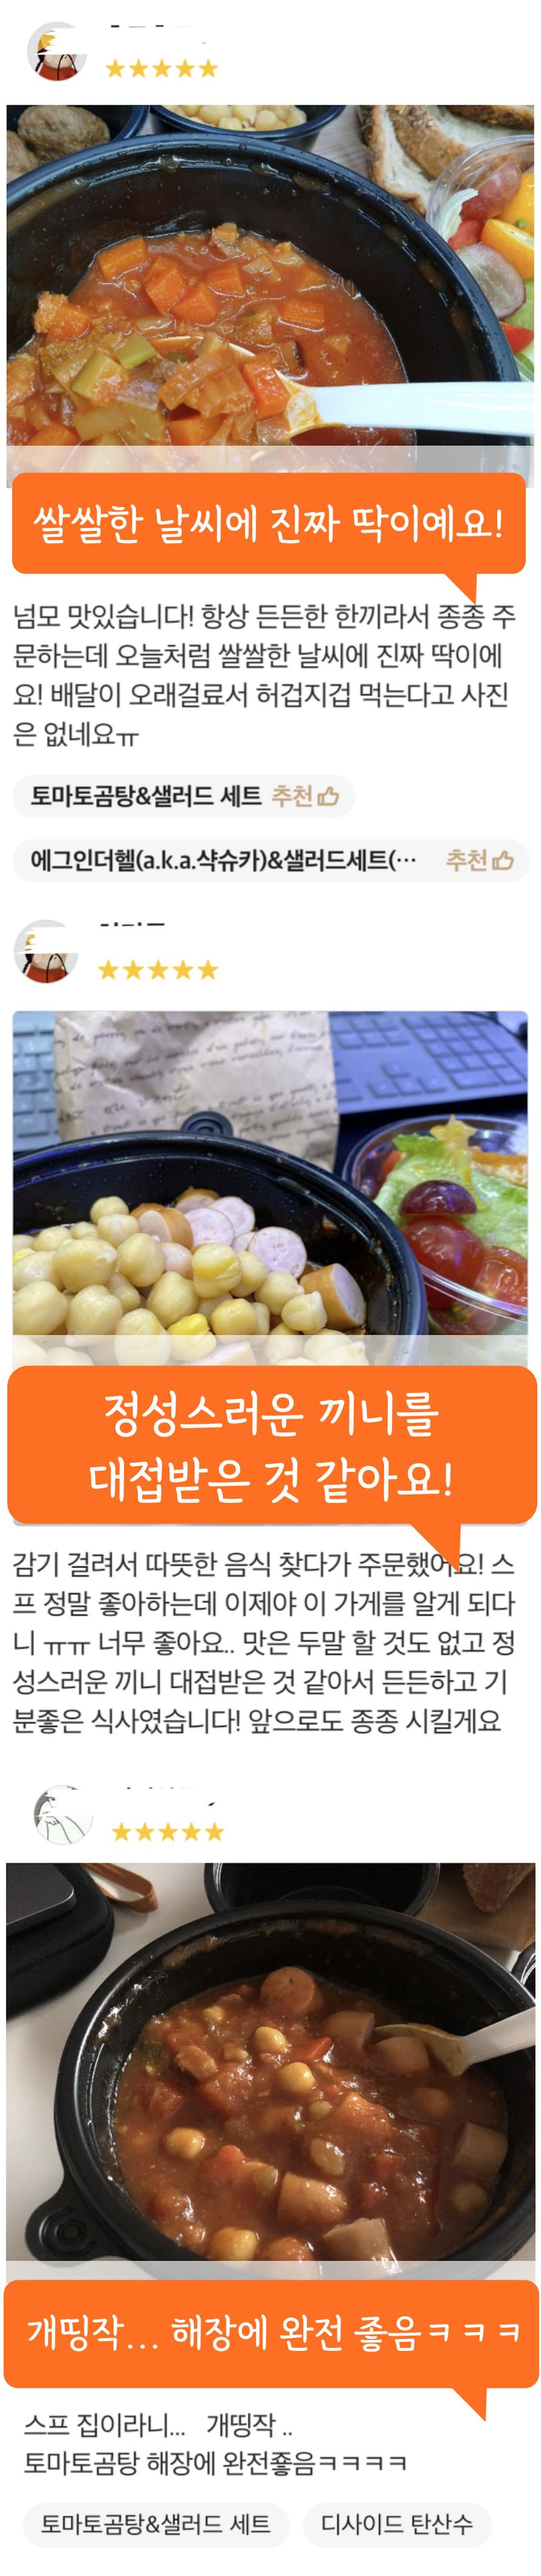 쌀쌀한 날씨에 진짜 딱이예요!
넘모 맛있습니다! 항상 든든한 한끼라서 종종 주
문하는데 오늘처럼 쌀쌀한 날씨에 진짜 딱이에
요! 배달이 오래걸료서 허겁지겁 먹는다고 사진
은 없네요ㅠ
토마토곰탕&샐러드 세트 추천
에그인더헬(a.k.a.샥슈카)&샐러드세트(… 추천
정성스러운 끼니를
대접받은 것 같아요!
감기 걸려서 따뜻한 음식 찾다가 주문했어요! 스
프 정말 좋아하는데 이제야 이 가게를 알게 되다
니 ㅠㅠ 너무 좋아요.. 맛은 두말 할 것도 없고 정
성스러운 끼니 대접받은 것 같아서 든든하고 기
분좋은 식사였습니다! 앞으로도 종종 시킬게요
개띵작... 해장에 완전 좋음ㅋㅋㅋ
스프 집이라니... 개띵작 ..
토마토곰탕 해장에 완전죻음ㅋㅋㅋㅋ
토마토곰탕&샐러드 세트 디사이드 탄산수